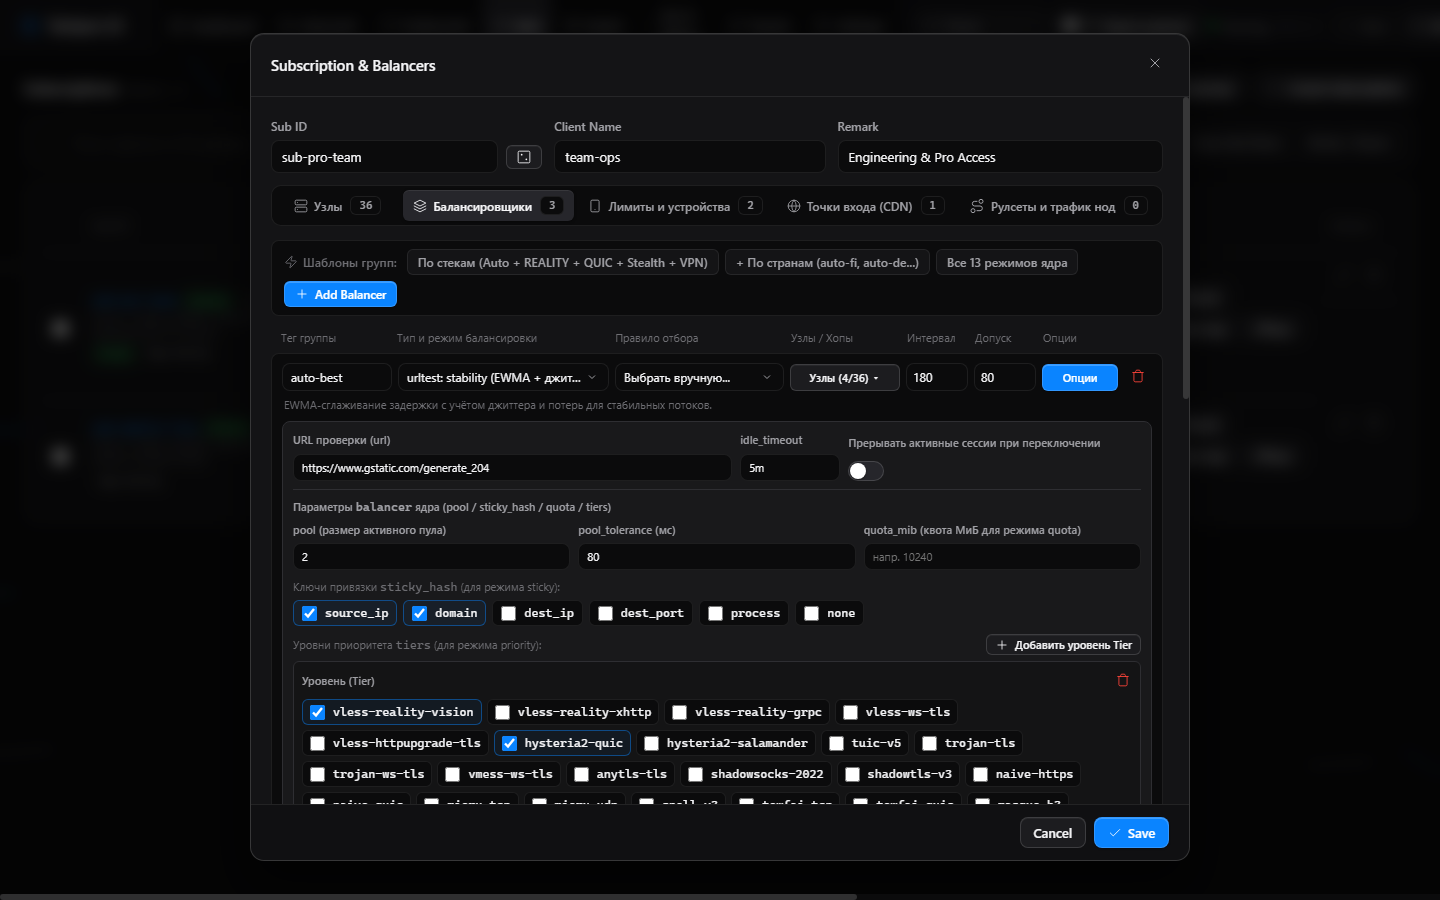 Subscription & Balancers
Sub ID
Client Name
Remark
sub-pro-team
team-ops
Engineering & Pro Access
Узлы 36
Балансировщики 3
Лимиты и устройства 2
Точки входа (CDN) 1
Рулсеты и трафик нод 0
Шаблоны групп:
По стекам (Auto + REALITY + QUIC + Stealth + VPN)
+ По странам (auto-fi, auto-de...)
Все 13 режимов ядра
+ Add Balancer
Тег группы
Тип и режим балансировки
Правило отбора
Узлы / Хопы
Интервал
Допуск
Опции
auto-best
urltest: stability (EWMA + джит...
Выбрать вручную...
Узлы (4/36)
180
80
Опции
EWMA-сглаживание задержки с учётом джиттера и потерь для стабильных потоков.
URL проверки (url)
idle_timeout
Прерывать активные сессии при переключении
https://www.gstatic.com/generate_204
5m
Параметры balancer ядра (pool / sticky_hash / quota / tiers)
pool (размер активного пула)
pool_tolerance (мс)
quota_mib (квота МиБ для режима quota)
2
80
напр. 10240
Ключи привязки sticky_hash (для режима sticky):
source_ip
domain
dest_ip
dest_port
process
none
Уровни приоритета tiers (для режима priority):
+ Добавить уровень Tier
Уровень (Tier)
vless-reality-vision
vless-reality-xhttp
vless-reality-grpc
vless-ws-tls
vless-httpupgrade-tls
hysteria2-quic
hysteria2-salamander
tuic-v5
trojan-tls
trojan-ws-tls
vmess-ws-tls
anytls-tls
shadowsocks-2022
shadowtls-v3
naive-https
Cancel
Save